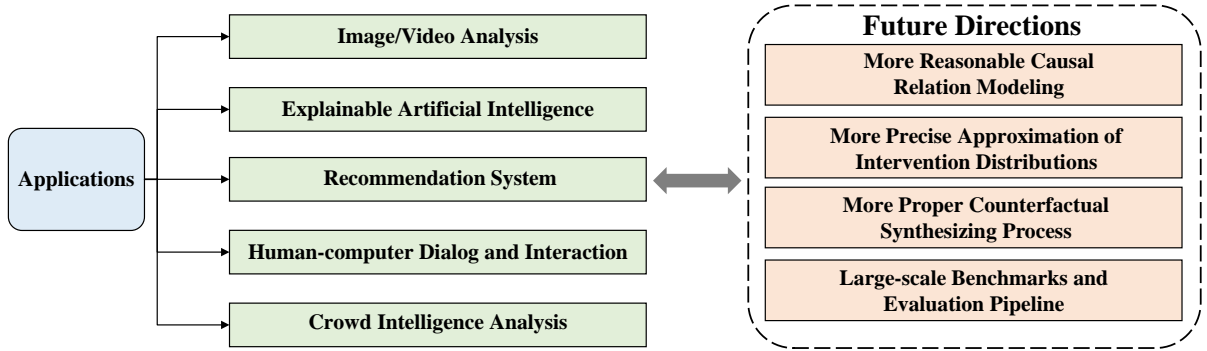 Applications
Image/Video Analysis
Explainable Artificial Intelligence
Recommendation System
Human-computer Dialog and Interaction
Crowd Intelligence Analysis
Future Directions
More Reasonable Causal
Relation Modeling
More Precise Approximation of
Intervention Distributions
More Proper Counterfactual
Synthesizing Process
Large-scale Benchmarks and
Evaluation Pipeline